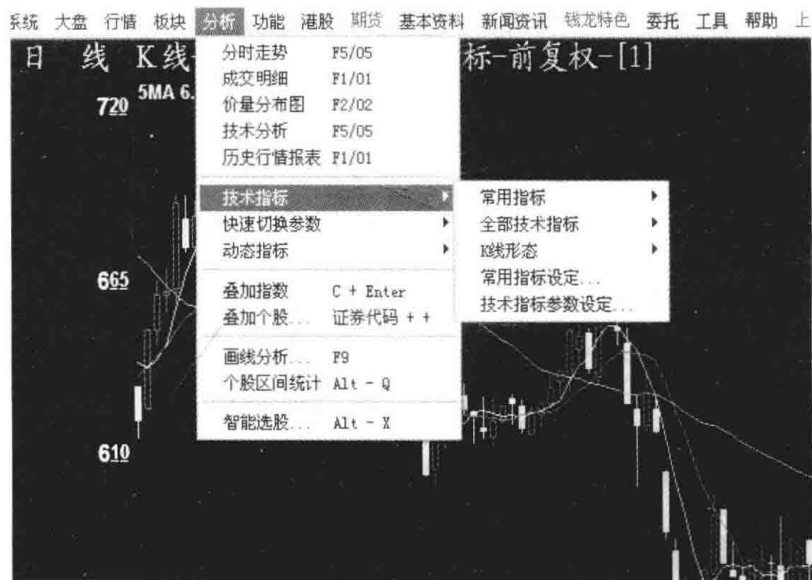 系统 大盘 行情 板块 分析 功能 港股 期货 基本资料 新闻资讯 钱龙特色 委托 工具 帮助 上
日 线 K线 标-前复权-[1]
5MA 6.
720
665
610
分时走势 F5/05
成交明细 F1/01
价量分布图 F2/02
技术分析 F5/05
历史行情报表 F1/01
技术指标
快速切换参数
动态指标
叠加指数 C + Enter
叠加个股... 证券代码 + +
画线分析... F9
个股区间统计 Alt - Q
智能选股... Alt - X
常用指标
全部技术指标
K线形态
常用指标设定...
技术指标参数设定...